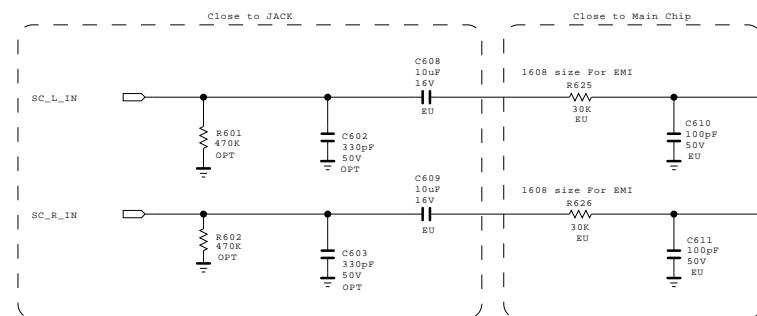 Close to JACK
Close to Main Chip
C608
10uF
16V
EU
1608 size For EMI
R625
30K
EU
SC_L_IN
R601
470K
OPT
C602
330pF
50V
OPT
C610
100pF
50V
EU
C609
10uF
16V
EU
1608 size For EMI
R626
30K
EU
SC_R_IN
R602
470K
OPT
C603
330pF
50V
OPT
C611
100pF
50V
EU